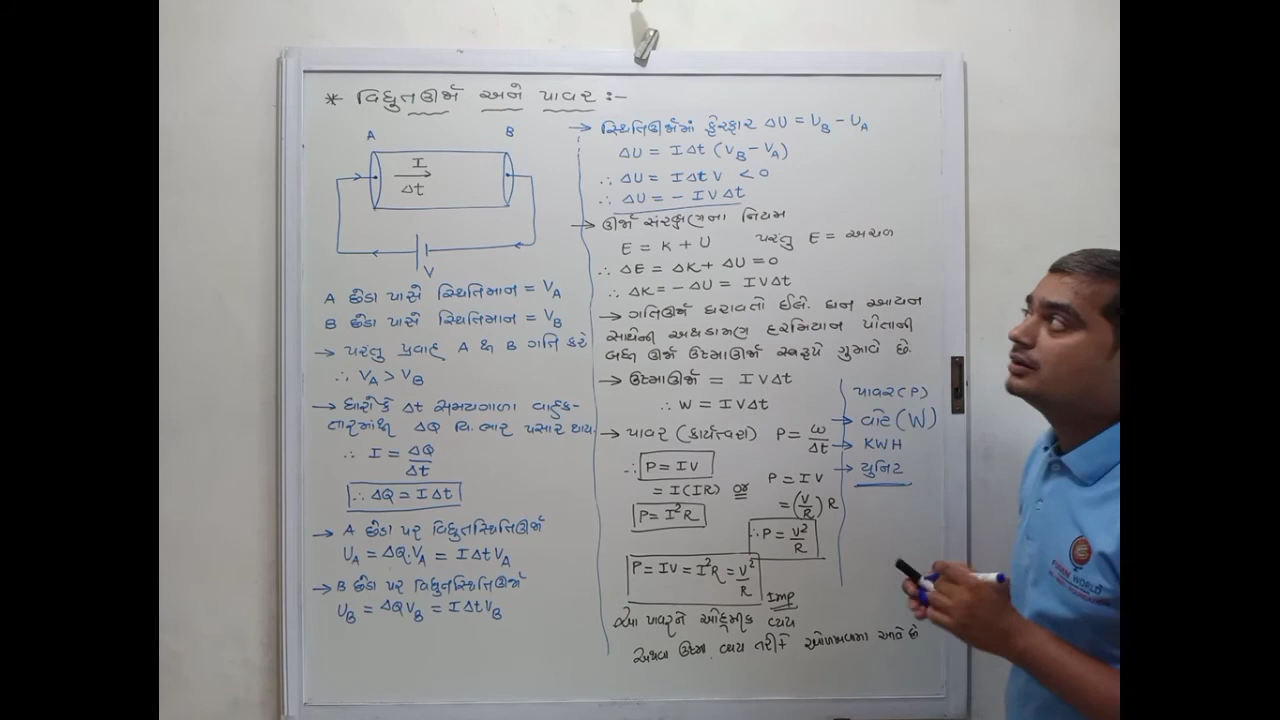 * વિદ્યુતઊર્જા અને પાવર :-
A
B
I
Δt
V
A છેડા પાસે સ્થિતિમાન = V_A
B છેડા પાસે સ્થિતિમાન = V_B
→ પરંતુ પ્રવાહ A થી B ગતિ કરે
∴ V_A > V_B
→ ધારો કે Δt સમયગાળા વાહક-
તારમાંથી ΔQ વિ. ભાર પસાર થાય.
∴ I = ΔQ/Δt
∴ ΔQ = IΔt
→ A છેડા પર વિદ્યુતસ્થિતિઊર્જા
U_A = ΔQ.V_A = IΔtV_A
→ B છેડા પર વિદ્યુતસ્થિતિઊર્જા
U_B = ΔQV_B = IΔtV_B
→ સ્થિતિઊર્જામાં ફેરફાર ΔU = U_B - U_A
ΔU = IΔt (V_B - V_A)
∴ ΔU = IΔt V < 0
∴ ΔU = - IVΔt
→ ઊર્જા સંરક્ષણના નિયમ
E = K + U પરંતુ E = અચળ
∴ ΔE = ΔK + ΔU = 0
∴ ΔK = - ΔU = IVΔt
→ ગતિઊર્જા ધરાવતો ઈલે. ઘન આયન
સાથેની અથડામણ દરમિયાન પોતાની
બધી ઊર્જા ઉષ્માઊર્જા સ્વરૂપે ગુમાવે છે.
→ ઉષ્માઊર્જા = IVΔt
∴ W = IVΔt
→ પાવર (કાર્યત્વરા) P = W/Δt
∴ P = IV
= I(IR) or
P = I²R
P = IV
= (V/R) R
∴ P = V²/R
P = IV = I²R = V²/R
Imp
આ પાવરને ઓહ્મીક વ્યય
અથવા ઉષ્મા વ્યય તરીકે ઓળખવામાં આવે છે
પાવર (P)
→ વોટ (W)
→ KWH
→ યુનિટ
WORLD